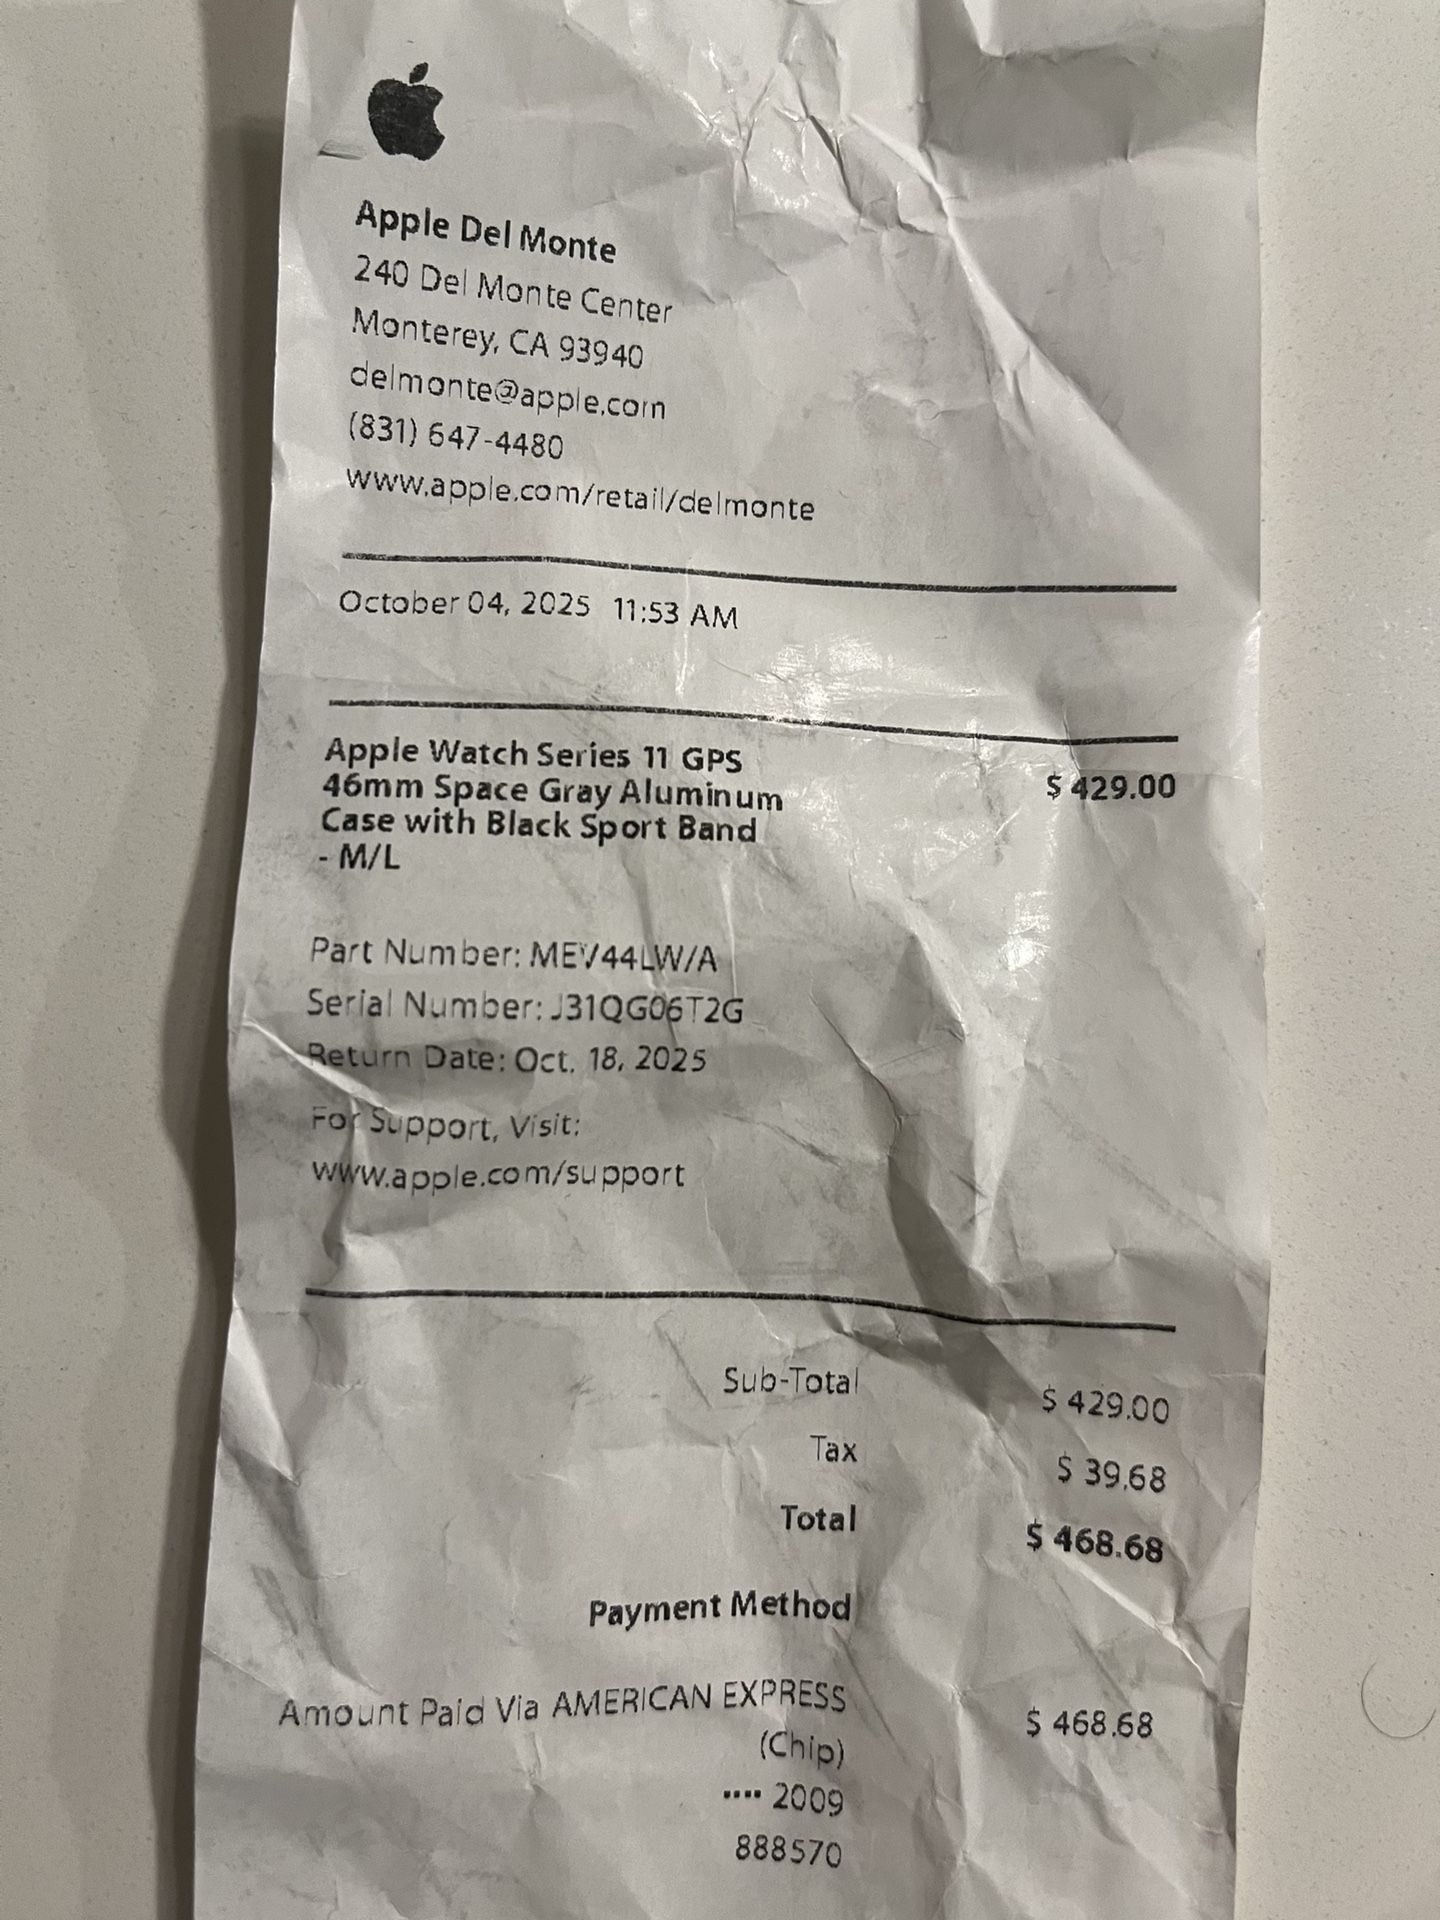 Apple Del Monte
240 Del Monte Center
Monterey, CA 93940
delmonte@apple.com
(831) 647-4480
www.apple.com/retail/delmonte
October 04, 2025 11:53 AM
Apple Watch Series 11 GPS
46mm Space Gray Aluminum $ 429.00
Case with Black Sport Band
- M/L
Part Number: MEV44LW/A
Serial Number: J31QG06T2G
Return Date: Oct. 18, 2025
For Support, Visit:
www.apple.com/support
Sub-Total $ 429.00
Tax $ 39.68
Total $ 468.68
Payment Method
Amount Paid Via AMERICAN EXPRESS $ 468.68
(Chip)
•••• 2009
888570